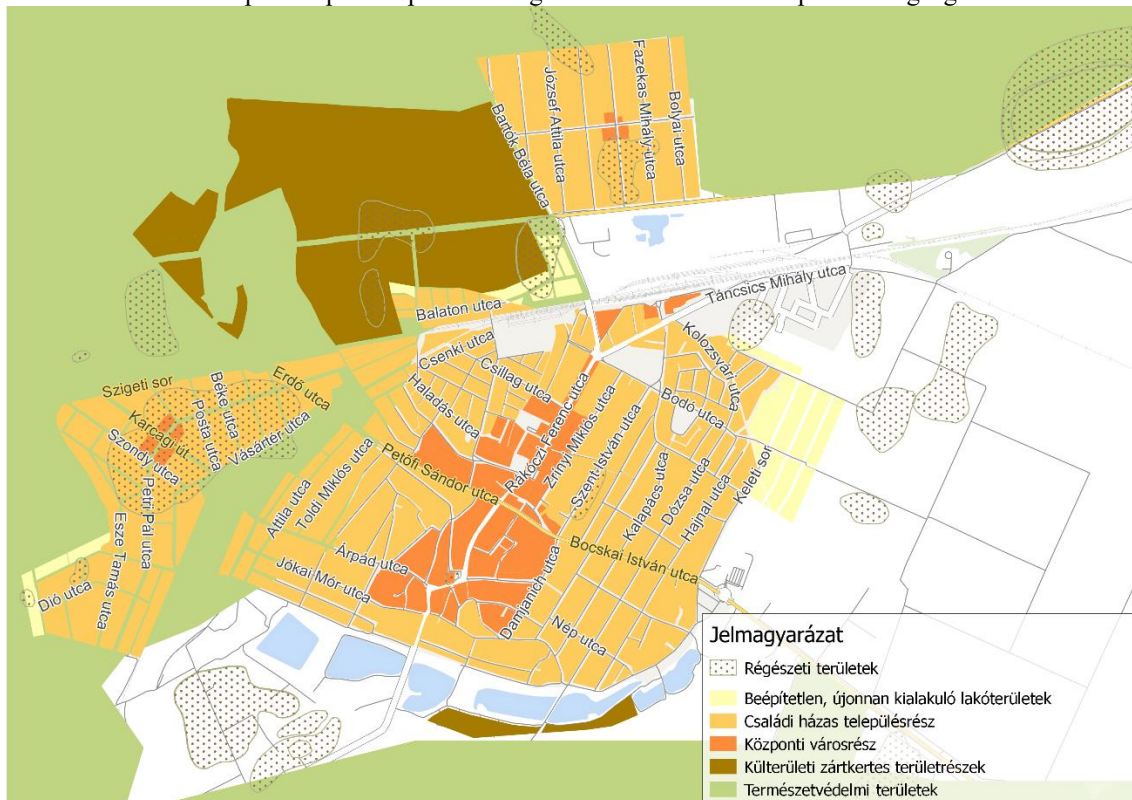 József Attila utca
Fazekas Mihály utca
Bolyai utca
Bartók Béla utca
Táncsics Mihály utca
Balaton utca
Csenki utca
Csillag utca
Kolozsvári utca
Szigeti sor
Erdő utca
Béke utca
Posta utca
Haladás utca
Rákóczi Ferenc utca
Zrínyi Miklós utca
Bodó utca
Karcagi út
Szondy utca
Vásártér utca
Szent István utca
Petri Pál utca
Attila utca
Toldi Miklós utca
Petőfi Sándor utca
Kalapács utca
Dózsa utca
Hajnal utca
Keleti sor
Esze Tamás utca
Árpád utca
Bocskai István utca
Dió utca
Jókai Mór utca
Damjanich utca
Nép utca
Jelmagyarázat
Régészeti területek
Beépítetlen, újonnan kialakuló lakóterületek
Családi házas településrész
Központi városrész
Külterületi zártkertes területrészek
Természetvédelmi területek